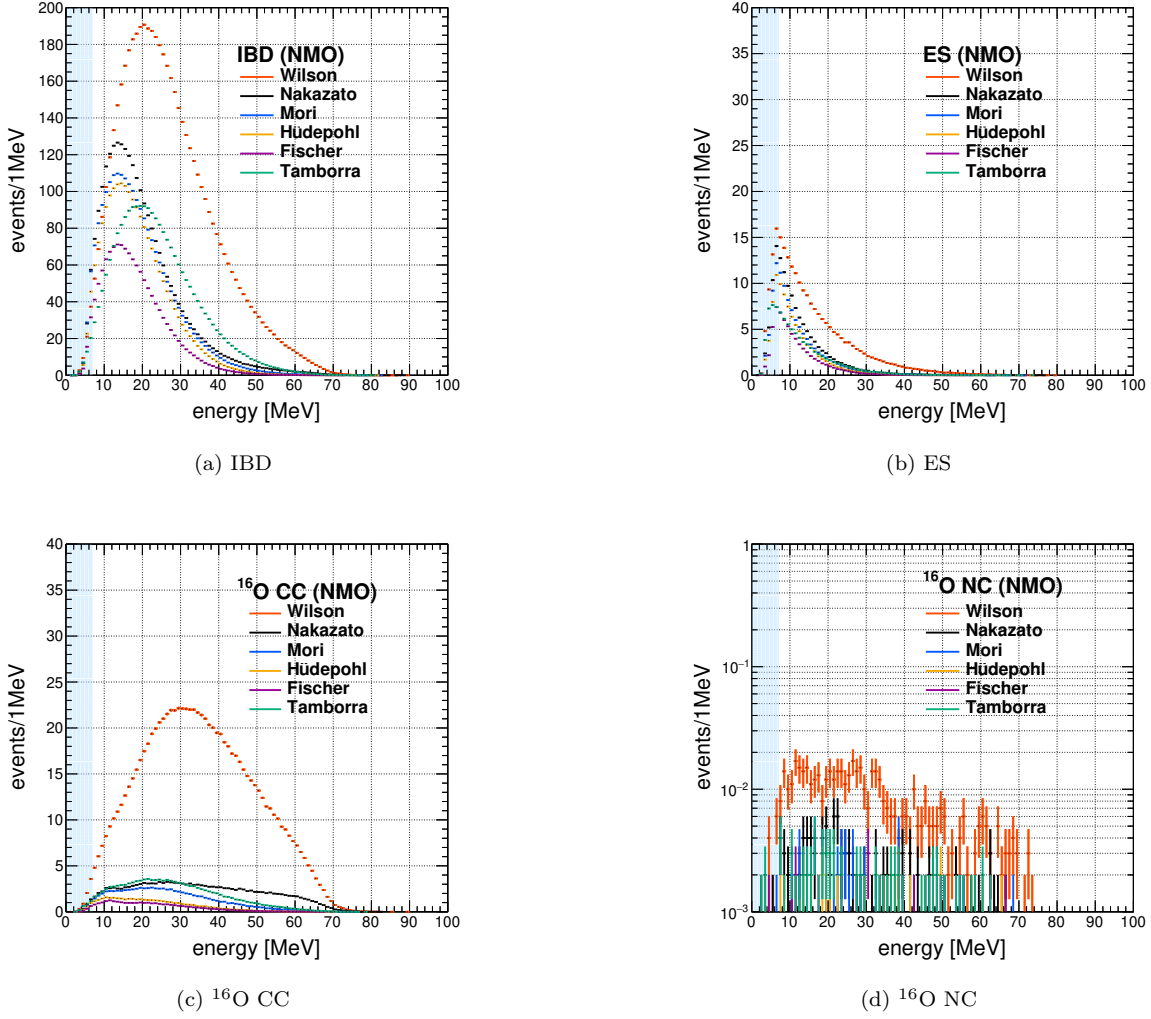 IBD (NMO)
Wilson
Nakazato
Mori
Hüdepohl
Fischer
Tamborra
events/1MeV
200
180
160
140
120
100
80
60
40
20
0
0 10 20 30 40 50 60 70 80 90 100
energy [MeV]
(a) IBD
ES (NMO)
Wilson
Nakazato
Mori
Hüdepohl
Fischer
Tamborra
events/1MeV
40
35
30
25
20
15
10
5
0
0 10 20 30 40 50 60 70 80 90 100
energy [MeV]
(b) ES
¹⁶O CC (NMO)
Wilson
Nakazato
Mori
Hüdepohl
Fischer
Tamborra
events/1MeV
40
35
30
25
20
15
10
5
0
0 10 20 30 40 50 60 70 80 90 100
energy [MeV]
(c) ¹⁶O CC
¹⁶O NC (NMO)
Wilson
Nakazato
Mori
Hüdepohl
Fischer
Tamborra
events/1MeV
1
10⁻¹
10⁻²
10⁻³
0 10 20 30 40 50 60 70 80 90 100
energy [MeV]
(d) ¹⁶O NC